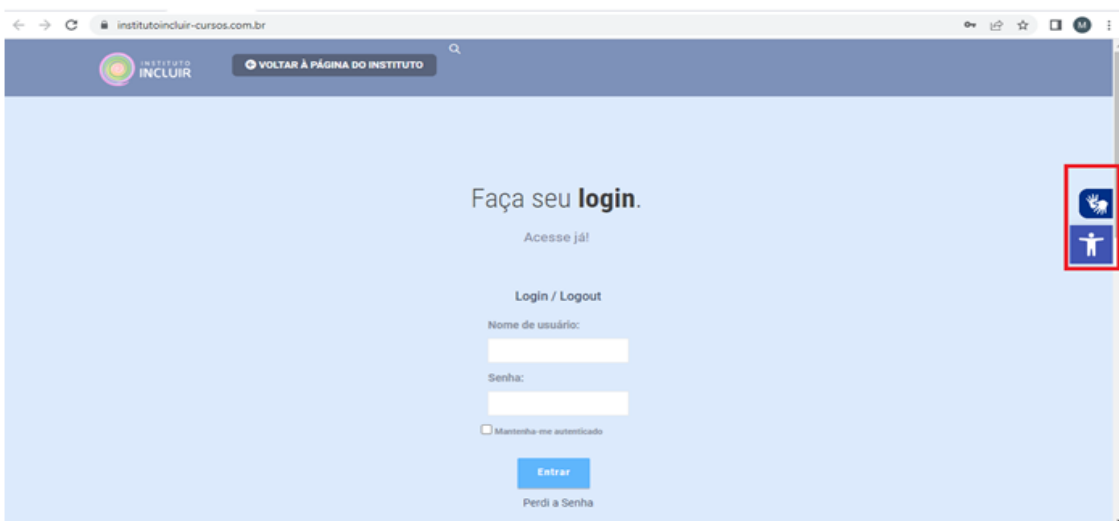 institutoincluir-cursos.com.br
M
INSTITUTO
INCLUIR
VOLTAR À PÁGINA DO INSTITUTO
Faça seu login.
Acesse já!
Login / Logout
Nome de usuário:
Senha:
Mantenha-me autenticado
Entrar
Perdi a Senha